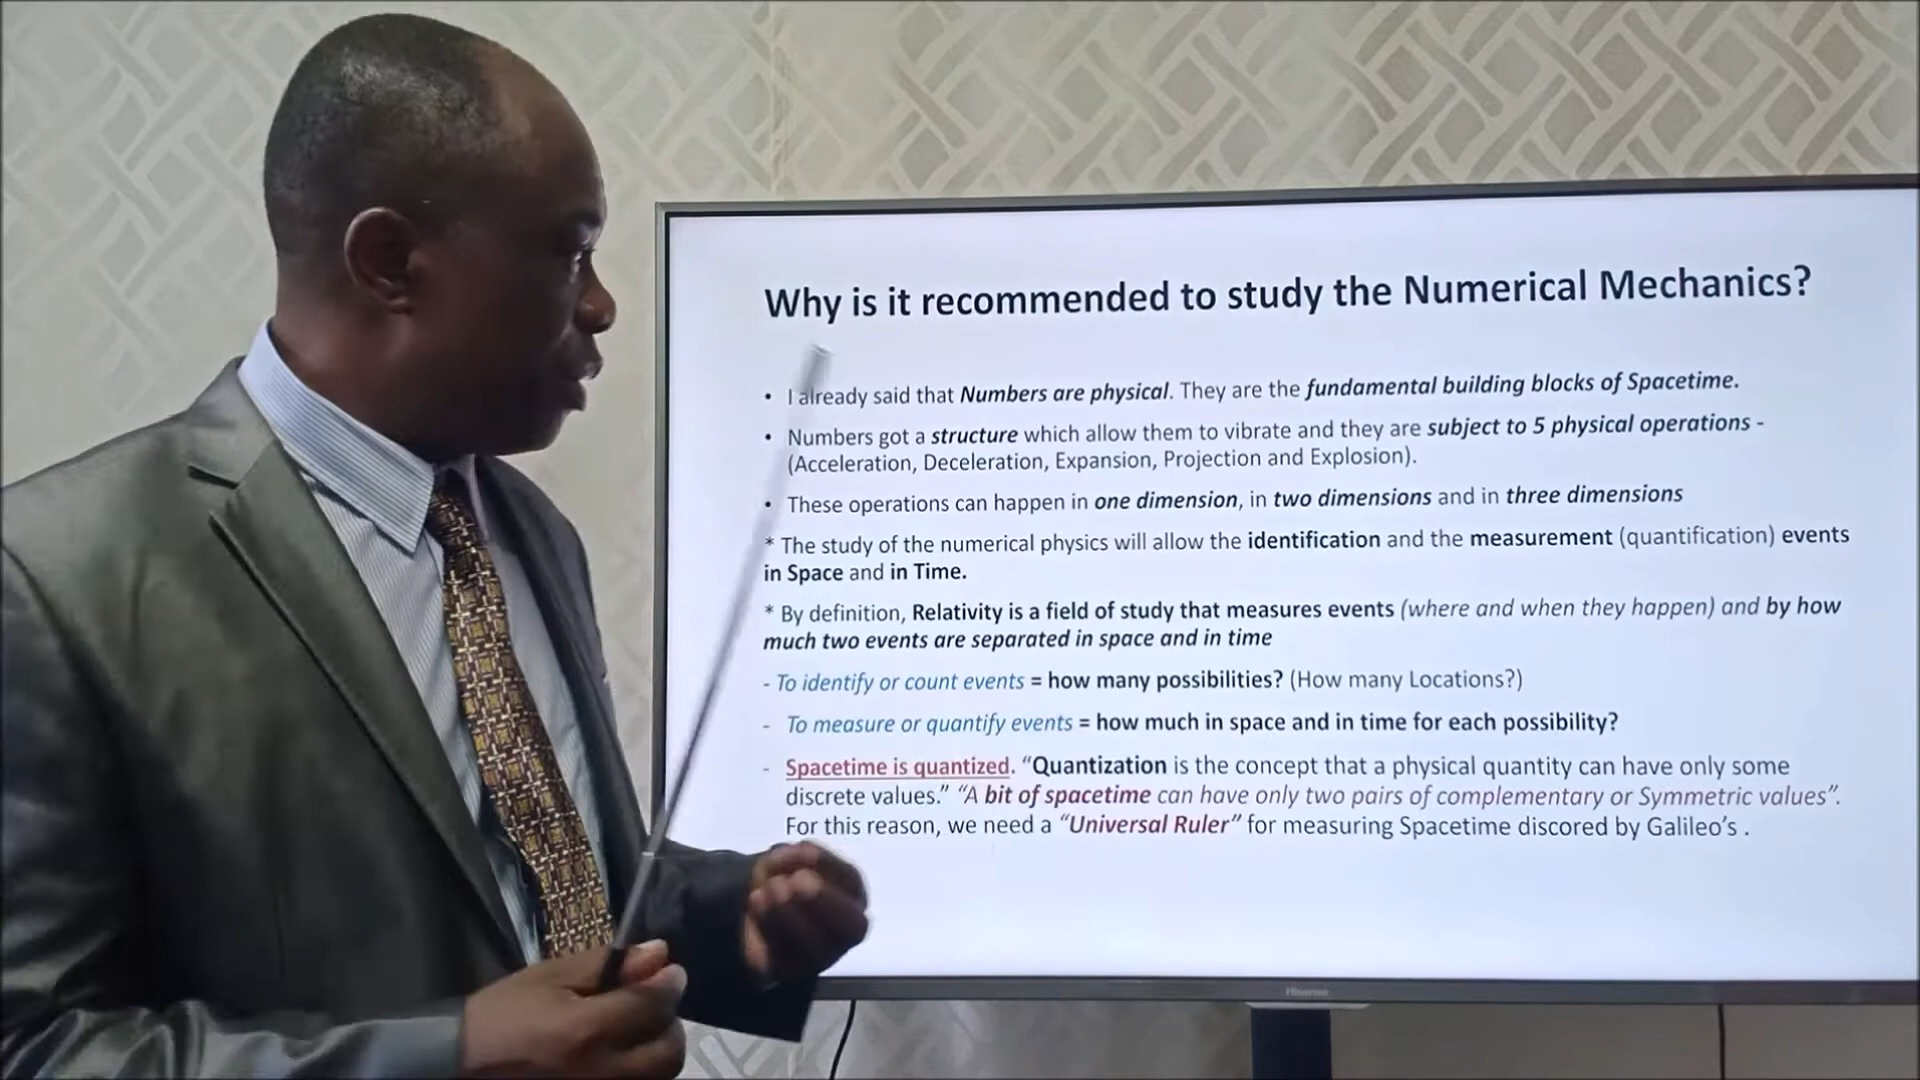 Why is it recommended to study the Numerical Mechanics?
• I already said that Numbers are physical. They are the fundamental building blocks of Spacetime.
• Numbers got a structure which allow them to vibrate and they are subject to 5 physical operations -
(Acceleration, Deceleration, Expansion, Projection and Explosion).
• These operations can happen in one dimension, in two dimensions and in three dimensions
* The study of the numerical physics will allow the identification and the measurement (quantification) events
in Space and in Time.
* By definition, Relativity is a field of study that measures events (where and when they happen) and by how
much two events are separated in space and in time
- To identify or count events = how many possibilities? (How many Locations?)
- To measure or quantify events = how much in space and in time for each possibility?
- Spacetime is quantized. “Quantization is the concept that a physical quantity can have only some
discrete values.” “A bit of spacetime can have only two pairs of complementary or Symmetric values”.
For this reason, we need a “Universal Ruler” for measuring Spacetime discored by Galileo’s .
Hisense